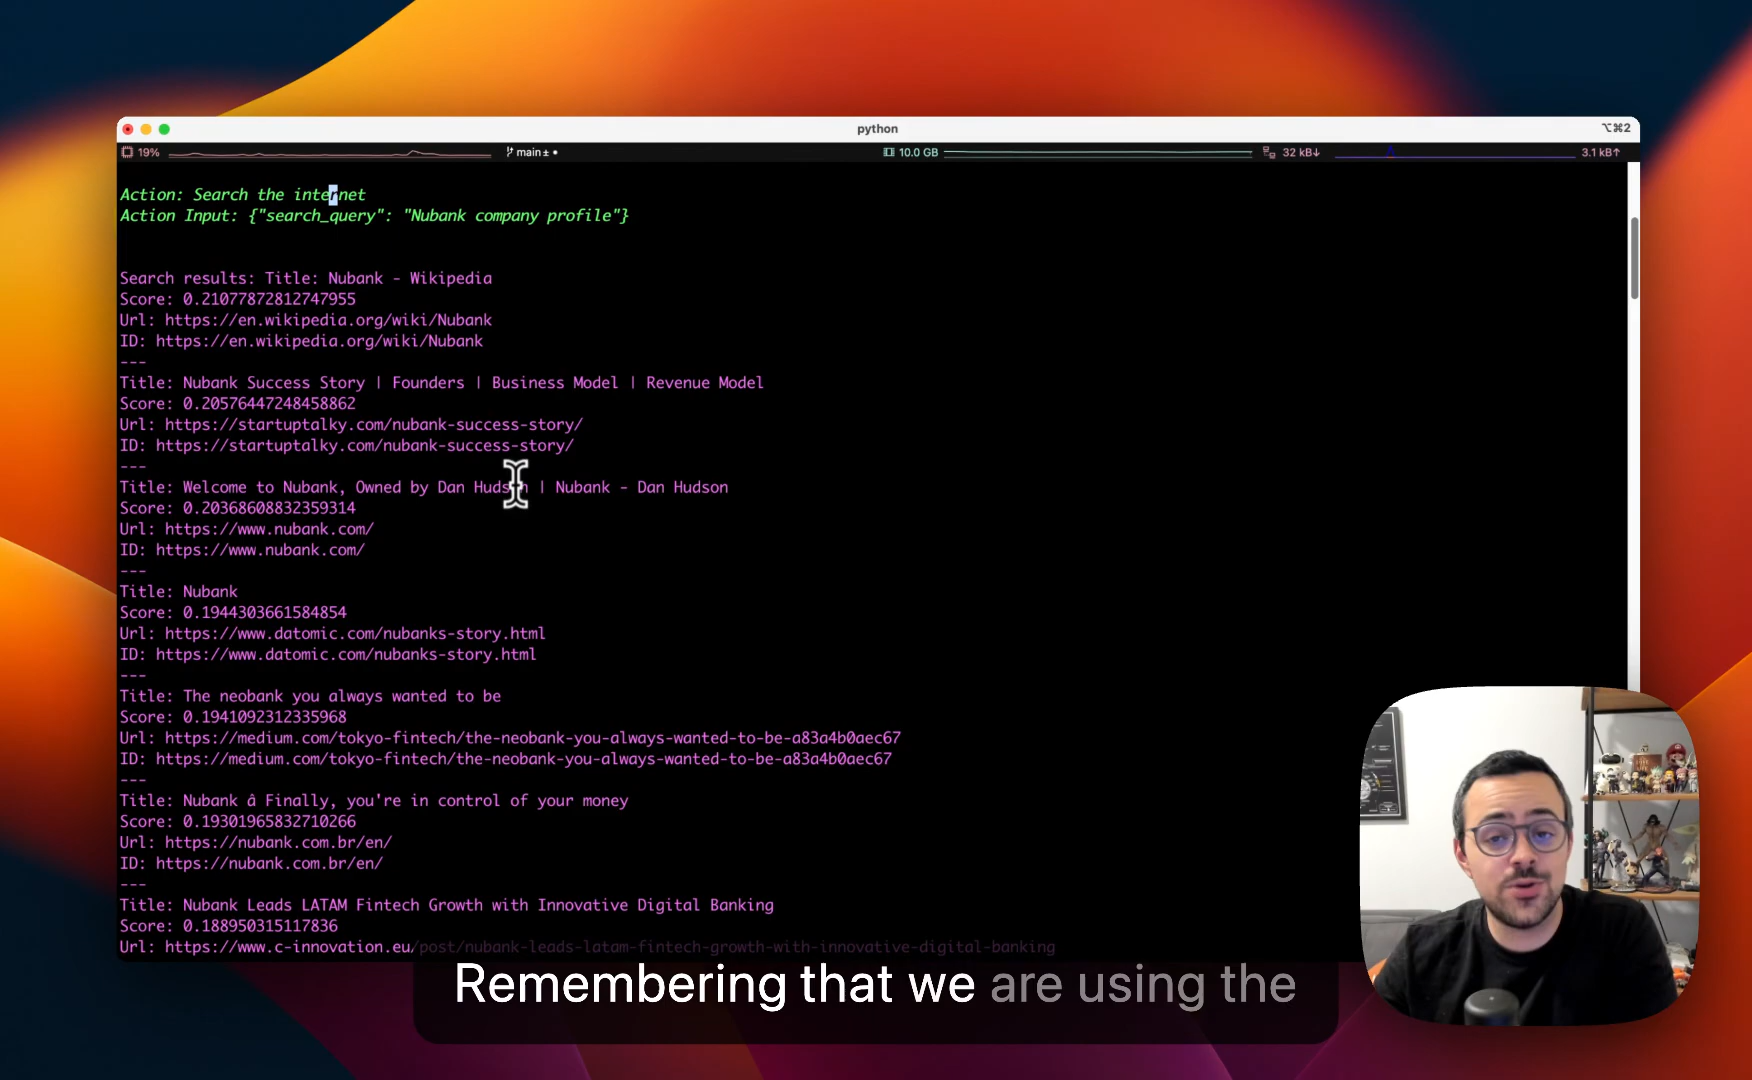 python
⌥⌘2
19%
main ± •
10.0 GB
32 kB↓
3.1 kB↑
Action: Search the internet
Action Input: {"search_query": "Nubank company profile"}
Search results: Title: Nubank - Wikipedia
Score: 0.21077872812747955
Url: https://en.wikipedia.org/wiki/Nubank
ID: https://en.wikipedia.org/wiki/Nubank
---
Title: Nubank Success Story | Founders | Business Model | Revenue Model
Score: 0.20576447248458862
Url: https://startuptalky.com/nubank-success-story/
ID: https://startuptalky.com/nubank-success-story/
---
Title: Welcome to Nubank, Owned by Dan Hudson | Nubank - Dan Hudson
Score: 0.20368608832359314
Url: https://www.nubank.com/
ID: https://www.nubank.com/
---
Title: Nubank
Score: 0.1944303661584854
Url: https://www.datomic.com/nubanks-story.html
ID: https://www.datomic.com/nubanks-story.html
---
Title: The neobank you always wanted to be
Score: 0.1941092312335968
Url: https://medium.com/tokyo-fintech/the-neobank-you-always-wanted-to-be-a83a4b0aec67
ID: https://medium.com/tokyo-fintech/the-neobank-you-always-wanted-to-be-a83a4b0aec67
---
Title: Nubank â Finally, you're in control of your money
Score: 0.19301965832710266
Url: https://nubank.com.br/en/
ID: https://nubank.com.br/en/
---
Title: Nubank Leads LATAM Fintech Growth with Innovative Digital Banking
Score: 0.188950315117836
Url: https://www.c-innovation.eu/post/nubank-leads-latam-fintech-growth-with-innovative-digital-banking
Remembering that we are using the